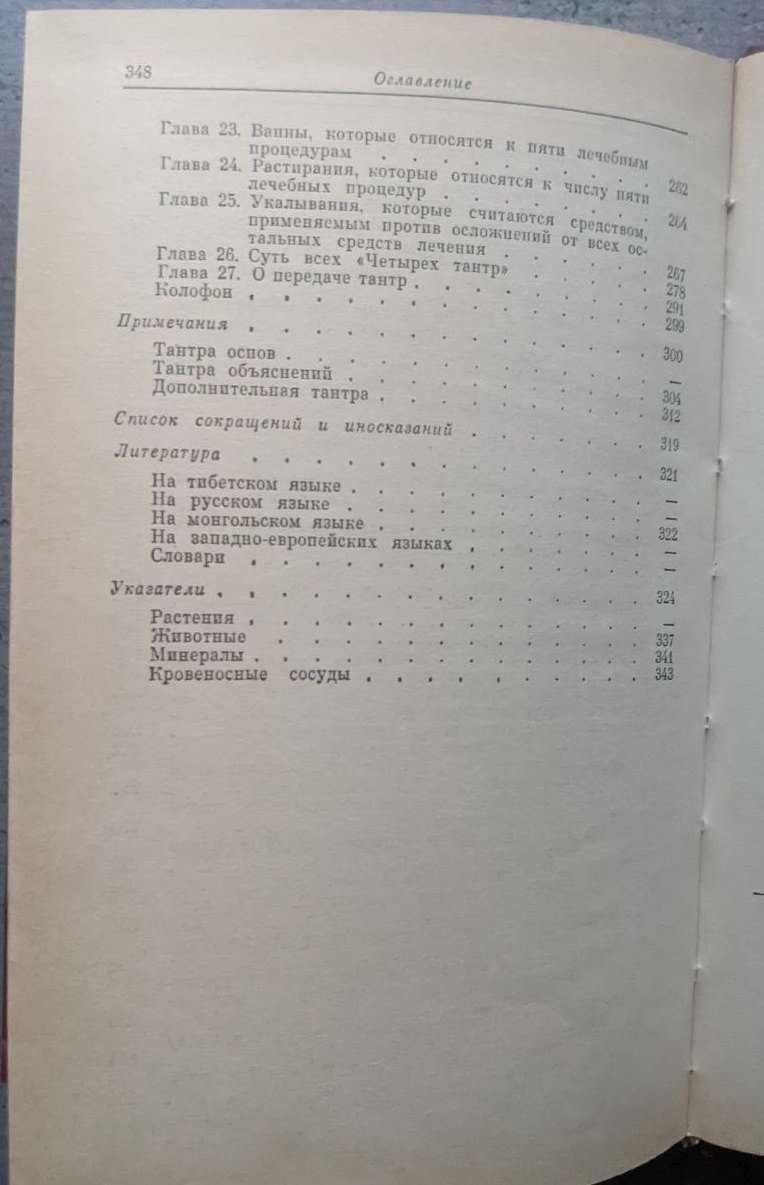 348 Оглавление
Глава 23. Ванны, которые относятся к пяти лечебным
процедурам . . . . . . . . . 262
Глава 24. Растирания, которые относятся к числу пяти
лечебных процедур . . . . . . . 264
Глава 25. Укалывания, которые считаются средством,
применяемым против осложнений от всех ос-
тальных средств лечения . . . . . 267
Глава 26. Суть всех «Четырех тантр» . . . . . 278
Глава 27. О передаче тантр . . . . . . . . 291
Колофон . . . . . . . . . . . . . 299
Примечания . . . . . . . . . . . . . 300
Тантра основ . . . . . . . . . . . . —
Тантра объяснений . . . . . . . . . . 304
Дополнительная тантра . . . . . . . . . 312
Список сокращений и иносказаний . . . . . . 319
Литература . . . . . . . . . . . . . 321
На тибетском языке . . . . . . . . . . —
На русском языке . . . . . . . . . . —
На монгольском языке . . . . . . . . . 322
На западно-европейских языках . . . . . . —
Словари . . . . . . . . . . . . . —
Указатели . . . . . . . . . . . . . . 324
Растения . . . . . . . . . . . . . —
Животные . . . . . . . . . . . . 337
Минералы . . . . . . . . . . . . . 341
Кровеносные сосуды . . . . . . . . . 343